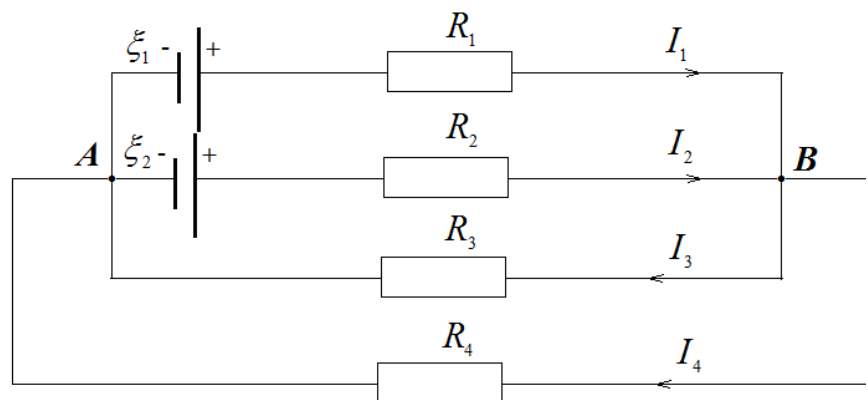 ξ₁ - + R₁ I₁
A ξ₂ - + R₂ I₂ B
R₃ I₃
R₄ I₄